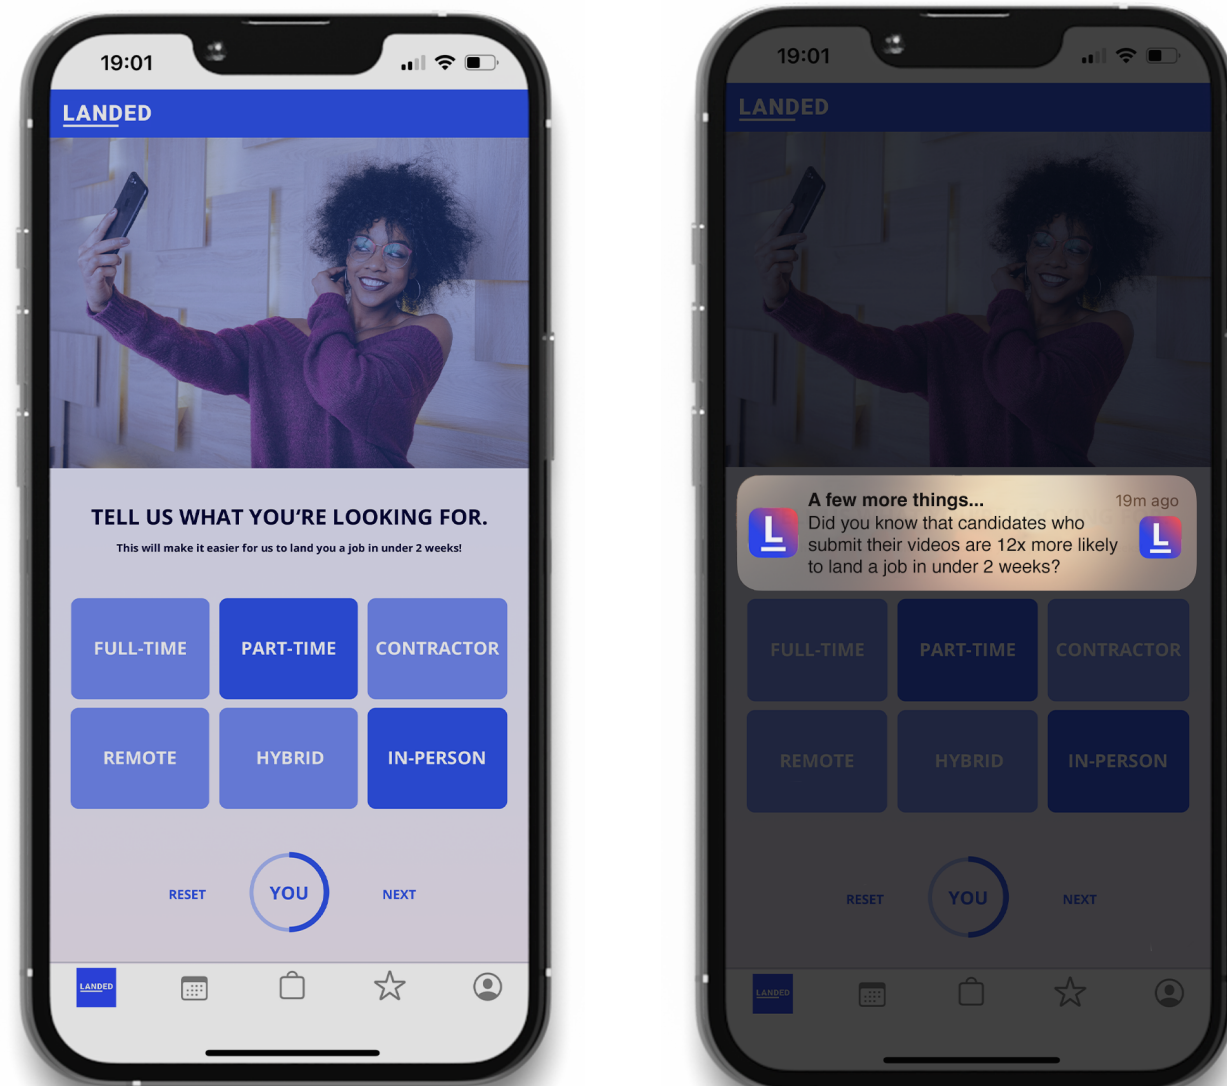 19:01
LANDED
TELL US WHAT YOU'RE LOOKING FOR.
This will make it easier for us to land you a job in under 2 weeks!
FULL-TIME
PART-TIME
CONTRACTOR
REMOTE
HYBRID
IN-PERSON
RESET
YOU
NEXT
LANDED
19:01
LANDED
A few more things...
19m ago
L
Did you know that candidates who
submit their videos are 12x more likely
to land a job in under 2 weeks?
L
FULL-TIME
PART-TIME
CONTRACTOR
REMOTE
HYBRID
IN-PERSON
RESET
YOU
NEXT
LANDED